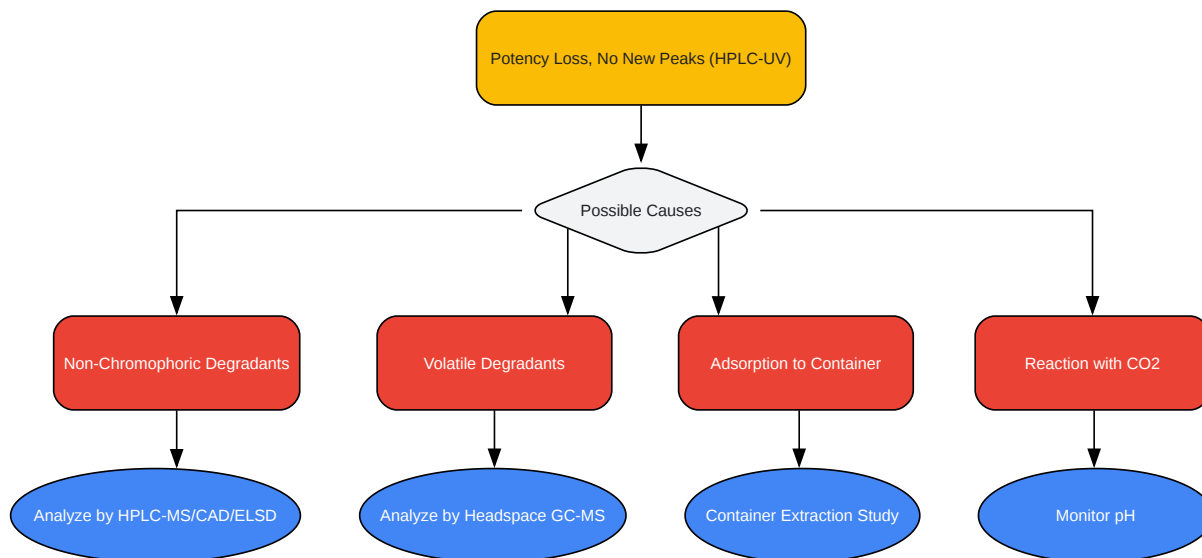 Potency Loss, No New Peaks (HPLC-UV)
Possible Causes
Non-Chromophoric Degradants
Volatile Degradants
Adsorption to Container
Reaction with CO2
Analyze by HPLC-MS/CAD/ELSD
Analyze by Headspace GC-MS
Container Extraction Study
Monitor pH